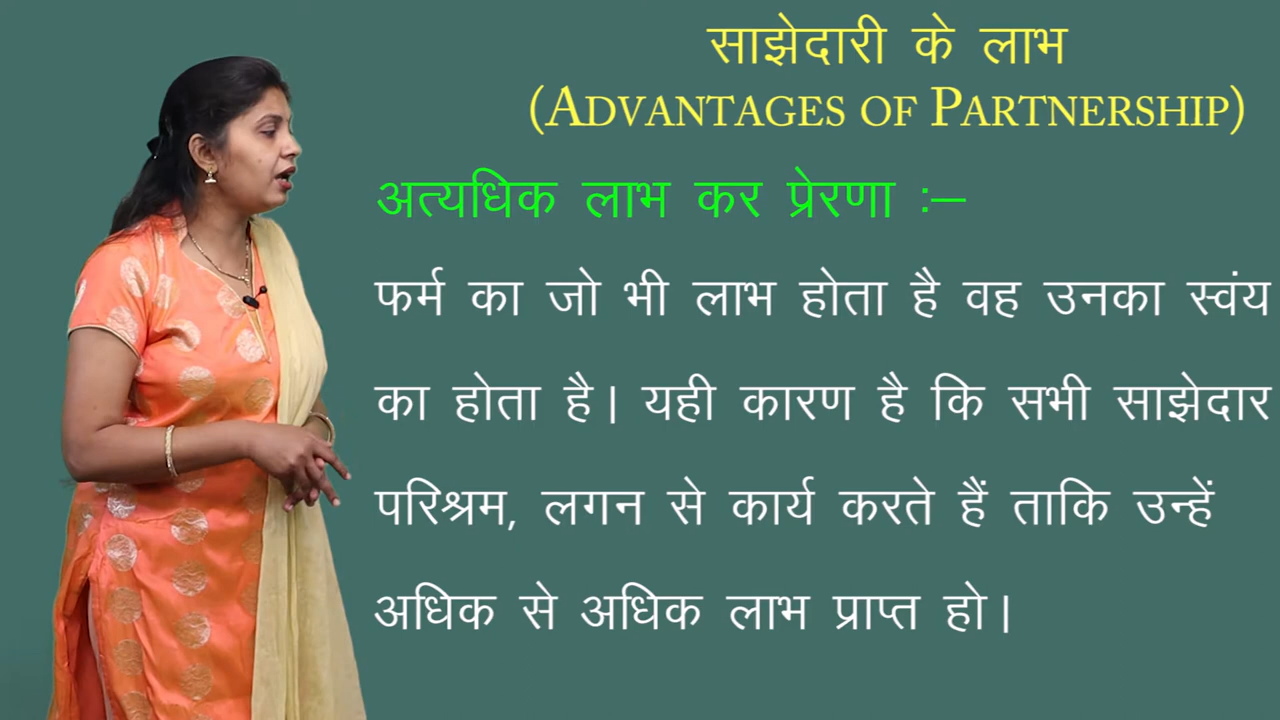 साझेदारी के लाभ
(ADVANTAGES OF PARTNERSHIP)
अत्यधिक लाभ कर प्रेरणा :–
फर्म का जो भी लाभ होता है वह उनका स्वंय
का होता है। यही कारण है कि सभी साझेदार
परिश्रम, लगन से कार्य करते हैं ताकि उन्हें
अधिक से अधिक लाभ प्राप्त हो।